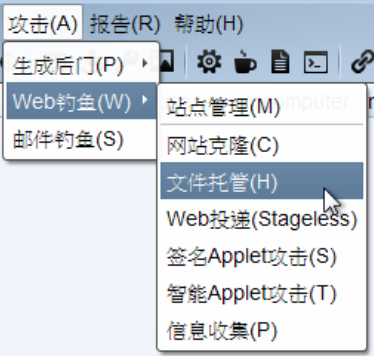 攻击(A) 报告(R) 帮助(H)
生成后门(P)
Web钓鱼(W)
邮件钓鱼(S)
站点管理(M)
网站克隆(C)
文件托管(H)
Web投递(Stageless)
签名Applet攻击(S)
智能Applet攻击(T)
信息收集(P)